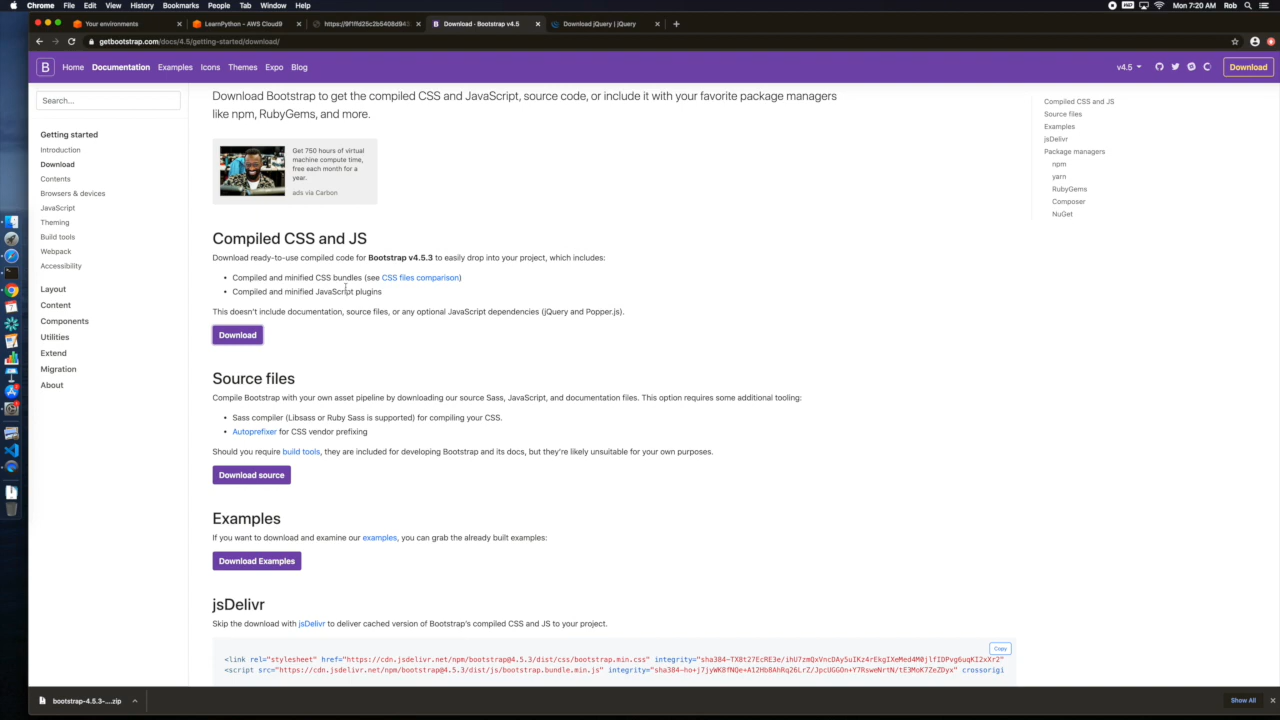 Chrome File Edit View History Bookmarks People Tab Window Help
Mon 7:20 AM Rob
Your environments
LearnPython - AWS Cloud9
Download · Bootstrap v4.5
Download jQuery | jQuery
getbootstrap.com/docs/4.5/getting-started/download/
B Home Documentation Examples Icons Themes Expo Blog
v4.5 Download
Search...
Getting started
Introduction
Download
Contents
Browsers & devices
JavaScript
Theming
Build tools
Webpack
Accessibility
Layout
Content
Components
Utilities
Extend
Migration
About
Download Bootstrap to get the compiled CSS and JavaScript, source code, or include it with your favorite package managers
like npm, RubyGems, and more.
Get 750 hours of virtual
machine compute time,
free each month for a
year.
ads via Carbon
Compiled CSS and JS
Download ready-to-use compiled code for Bootstrap v4.5.3 to easily drop into your project, which includes:
• Compiled and minified CSS bundles (see CSS files comparison)
• Compiled and minified JavaScript plugins
This doesn't include documentation, source files, or any optional JavaScript dependencies (jQuery and Popper.js).
Download
Source files
Compile Bootstrap with your own asset pipeline by downloading our source Sass, JavaScript, and documentation files. This option requires some additional tooling:
• Sass compiler (Libsass or Ruby Sass is supported) for compiling your CSS.
• Autoprefixer for CSS vendor prefixing
Should you require build tools, they are included for developing Bootstrap and its docs, but they're likely unsuitable for your own purposes.
Download source
Examples
If you want to download and examine our examples, you can grab the already built examples:
Download Examples
jsDelivr
Skip the download with jsDelivr to deliver cached version of Bootstrap's compiled CSS and JS to your project.
Copy
<link rel="stylesheet" href="https://cdn.jsdelivr.net/npm/bootstrap@4.5.3/dist/css/bootstrap.min.css"
<script src="https://cdn.jsdelivr.net/npm/bootstrap@4.5.3/dist/js/bootstrap.bundle.min.js"
Compiled CSS and JS
Source files
Examples
jsDelivr
Package managers
npm
yarn
RubyGems
Composer
NuGet
bootstrap-4.5.3-....zip
Show All